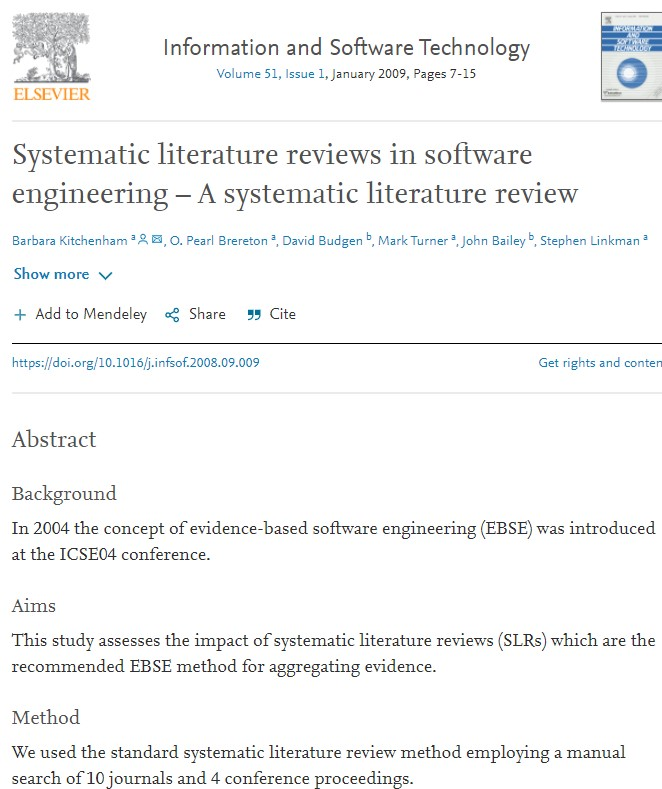 ELSEVIER
Information and Software Technology
Volume 51, Issue 1, January 2009, Pages 7-15
INFORMATION
AND
SOFTWARE
TECHNOLOGY
Systematic literature reviews in software
engineering – A systematic literature review
Barbara Kitchenham a, O. Pearl Brereton a, David Budgen b, Mark Turner a, John Bailey b, Stephen Linkman a
Show more
+ Add to Mendeley Share Cite
https://doi.org/10.1016/j.infsof.2008.09.009 Get rights and conten
Abstract
Background
In 2004 the concept of evidence-based software engineering (EBSE) was introduced
at the ICSE04 conference.
Aims
This study assesses the impact of systematic literature reviews (SLRs) which are the
recommended EBSE method for aggregating evidence.
Method
We used the standard systematic literature review method employing a manual
search of 10 journals and 4 conference proceedings.